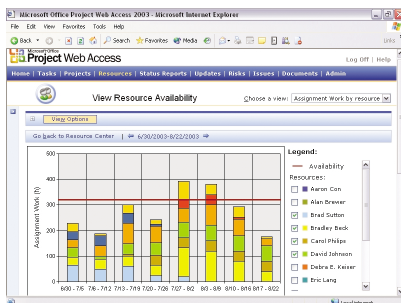 Microsoft Office Project Web Access 2003 - Microsoft Internet Explorer
File Edit View Favorites Tools Help
Back Search Favorites Media Links
Microsoft Office
Project Web Access
Log Off | Help
Home | Tasks | Projects | Resources | Status Reports | Updates | Risks | Issues | Documents | Admin
View Resource Availability
Choose a view: Assignment Work by resource
View Options
Go back to Resource Center | 6/30/2003-8/22/2003
Legend:
Availability
Resources:
Aaron Con
Alan Brewer
Brad Sutton
Bradley Beck
Carol Philips
David Johnson
Debra E. Keiser
Eric Lang
Assignment Work (h)
500
400
300
200
100
0
6/30 - 7/5 7/6 - 7/12 7/13 - 7/19 7/20 - 7/26 7/27 - 8/2 8/3 - 8/9 8/10 - 8/16 8/17 - 8/22
Local intranet